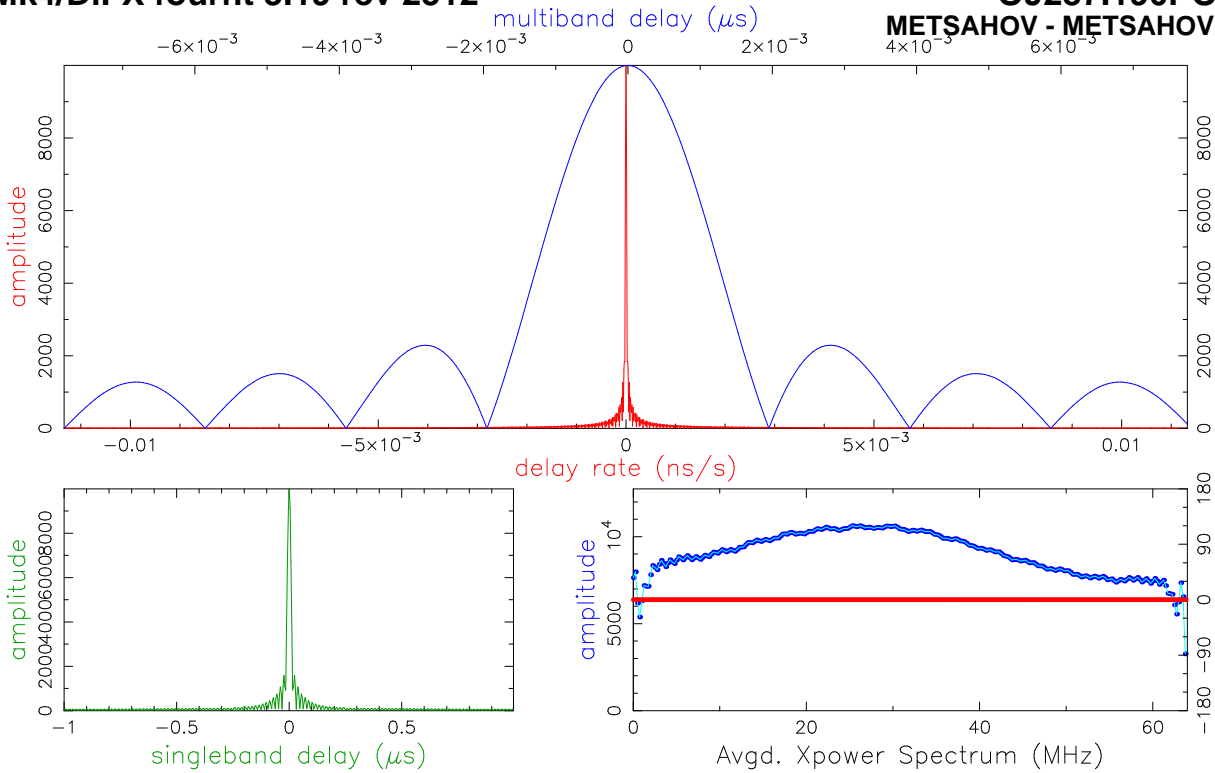 multiband delay (μs)
METSAHOV - METSAHOV
−6×10⁻³ −4×10⁻³ −2×10⁻³ 0 2×10⁻³ 4×10⁻³ 6×10⁻³
amplitude
0 2000 4000 6000 8000
0 2000 4000 6000 8000
−0.01 −5×10⁻³ 0 5×10⁻³ 0.01
delay rate (ns/s)
amplitude
0 2000 4000 6000 8000
−1 −0.5 0 0.5
singleband delay (μs)
amplitude
0 5000 10⁴
−180 −90 0 90 180
0 20 40 60
Avgd. Xpower Spectrum (MHz)